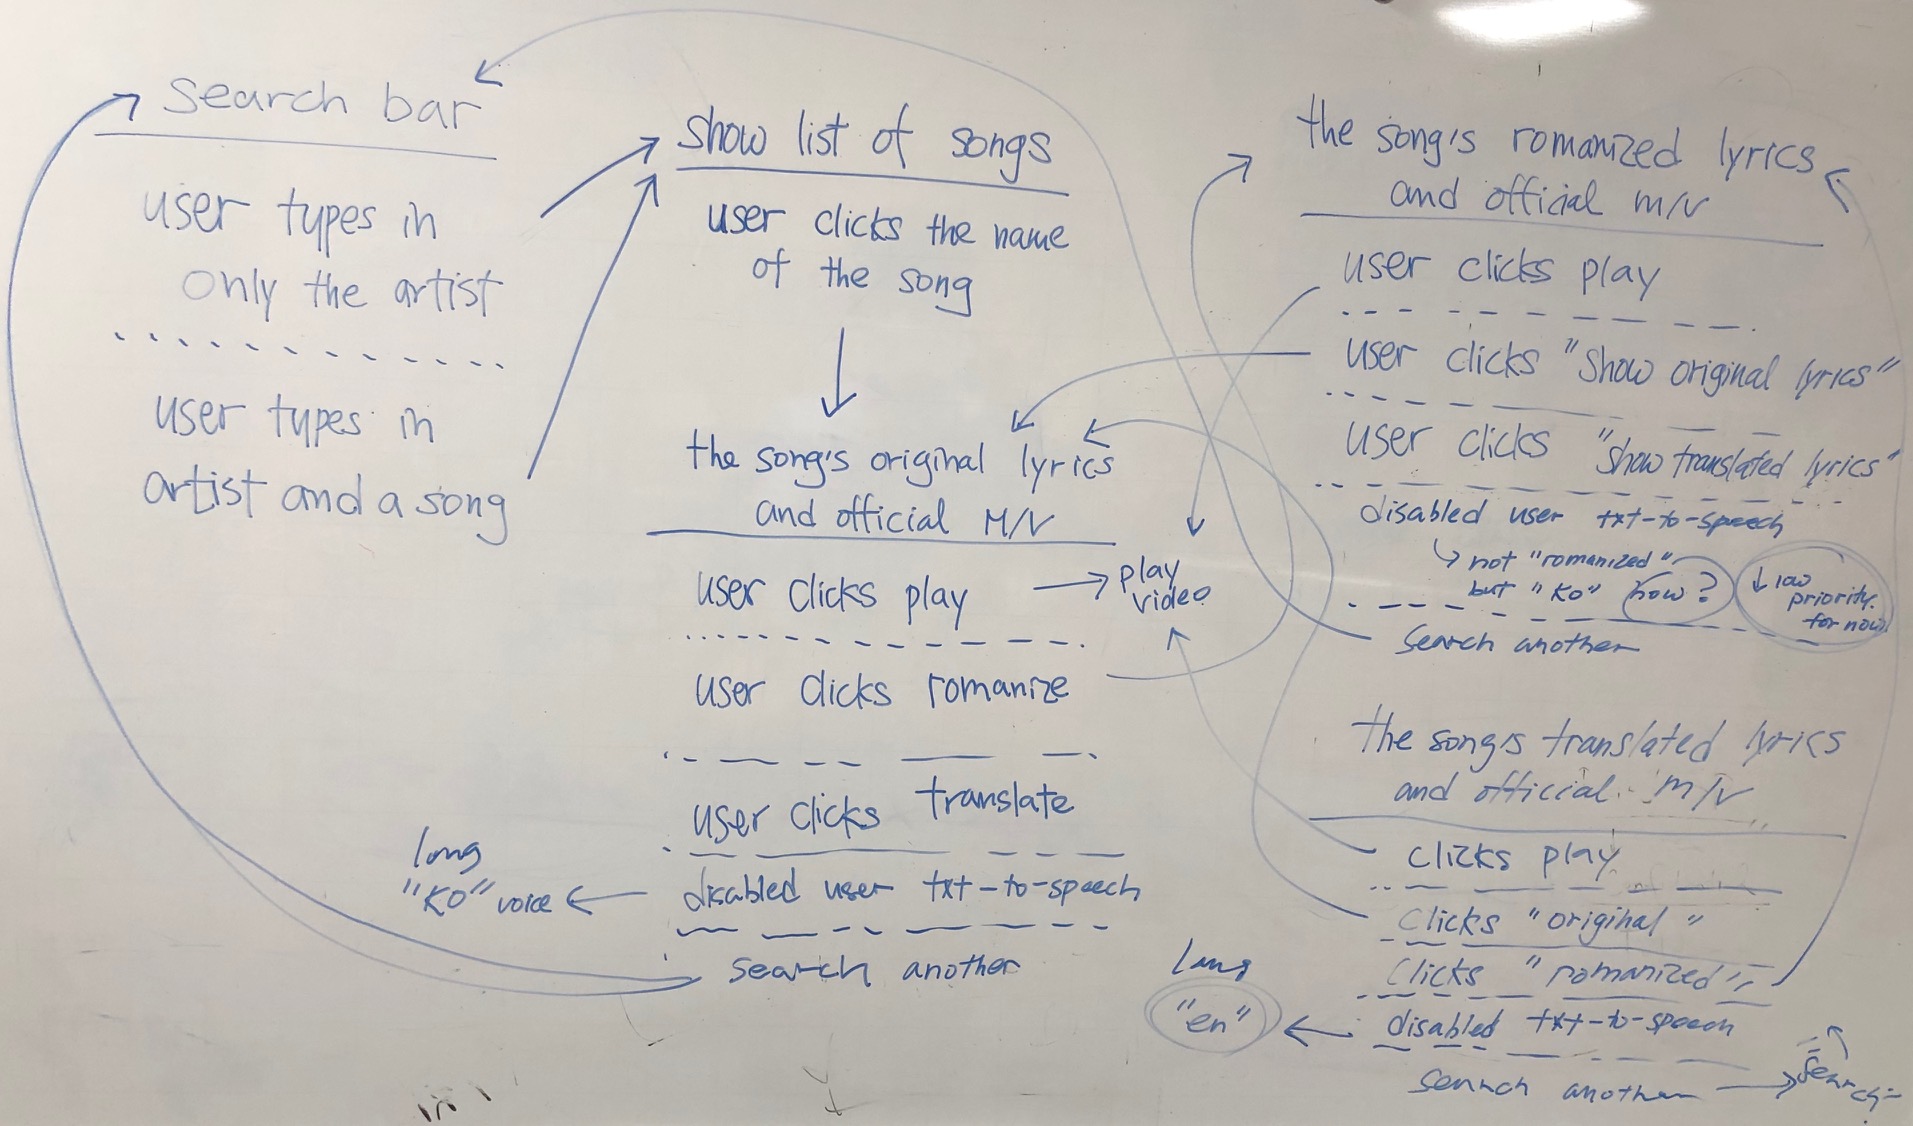 search bar
user types in
only the artist
user types in
artist and a song
show list of songs
user clicks the name
of the song
the song's original lyrics
and official M/V
user clicks play
play
video
user clicks romanize
user clicks translate
disabled user txt-to-speech
lang
"KO" voice
search another
the song's romanized lyrics
and official m/v
user clicks play
user clicks "Show original lyrics"
user clicks "Show translated lyrics"
disabled user txt-to-speech
not "romanized"
but "KO" how?
low
priority
for now
search another
the song's translated lyrics
and official m/v
clicks play
clicks "original"
clicks "romanized"
disabled txt-to-speech
lang
"en"
search another